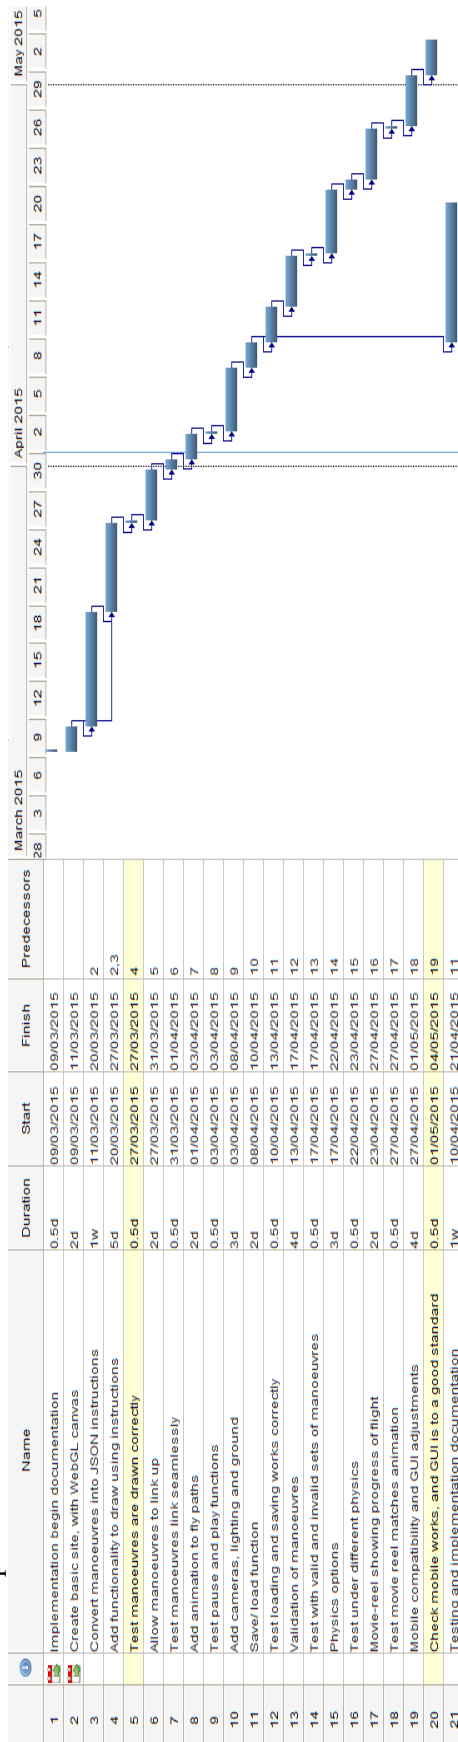 Name Duration Start Finish Predecessors March 2015 April 2015 May 2015
28 3 6 9 12 15 18 21 24 27 30 2 5 8 11 14 17 20 23 26 29 2 5
1 Implementation begin documentation 0.5d 09/03/2015 09/03/2015
2 Create basic site, with WebGL canvas 2d 09/03/2015 11/03/2015
3 Convert manoeuvres into JSON instructions 1w 11/03/2015 20/03/2015 2
4 Add functionality to draw using instructions 5d 20/03/2015 27/03/2015 2,3
5 Test manoeuvres are drawn correctly 0.5d 27/03/2015 27/03/2015 4
6 Allow manoeuvres to link up 2d 27/03/2015 31/03/2015 5
7 Test manoeuvres link seamlessly 0.5d 31/03/2015 01/04/2015 6
8 Add animation to fly paths 2d 01/04/2015 03/04/2015 7
9 Test pause and play functions 0.5d 03/04/2015 03/04/2015 8
10 Add cameras, lighting and ground 3d 03/04/2015 08/04/2015 9
11 Save/ load function 2d 08/04/2015 10/04/2015 10
12 Test loading and saving works correctly 0.5d 10/04/2015 13/04/2015 11
13 Validation of manoeuvres 4d 13/04/2015 17/04/2015 12
14 Test with valid and invalid sets of manoeuvres 0.5d 17/04/2015 17/04/2015 13
15 Physics options 3d 17/04/2015 22/04/2015 14
16 Test under different physics 0.5d 22/04/2015 23/04/2015 15
17 Movie-reel showing progress of flight 2d 23/04/2015 27/04/2015 16
18 Test movie reel matches animation 0.5d 27/04/2015 27/04/2015 17
19 Mobile compatibility and GUI adjustments 4d 27/04/2015 01/05/2015 18
20 Check mobile works, and GUI is to a good standard 0.5d 01/05/2015 04/05/2015 19
21 Testing and implementation documentation 1w 10/04/2015 21/04/2015 11